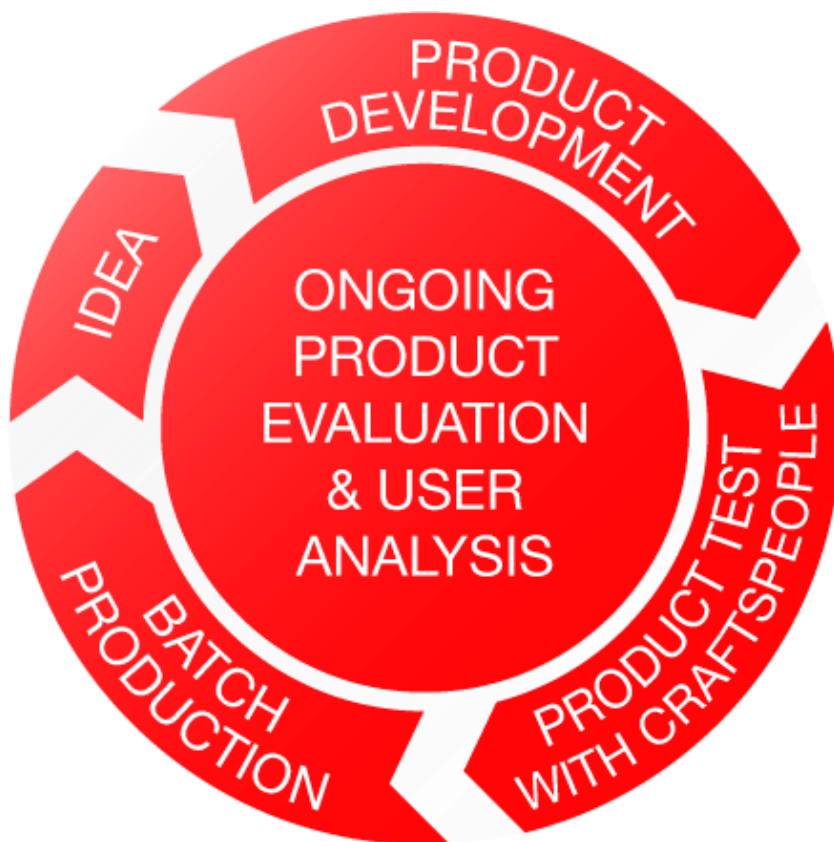 PRODUCT
DEVELOPMENT
IDEA
ONGOING
PRODUCT
EVALUATION
& USER
ANALYSIS
PRODUCT TEST
WITH CRAFTSPEOPLE
BATCH
PRODUCTION